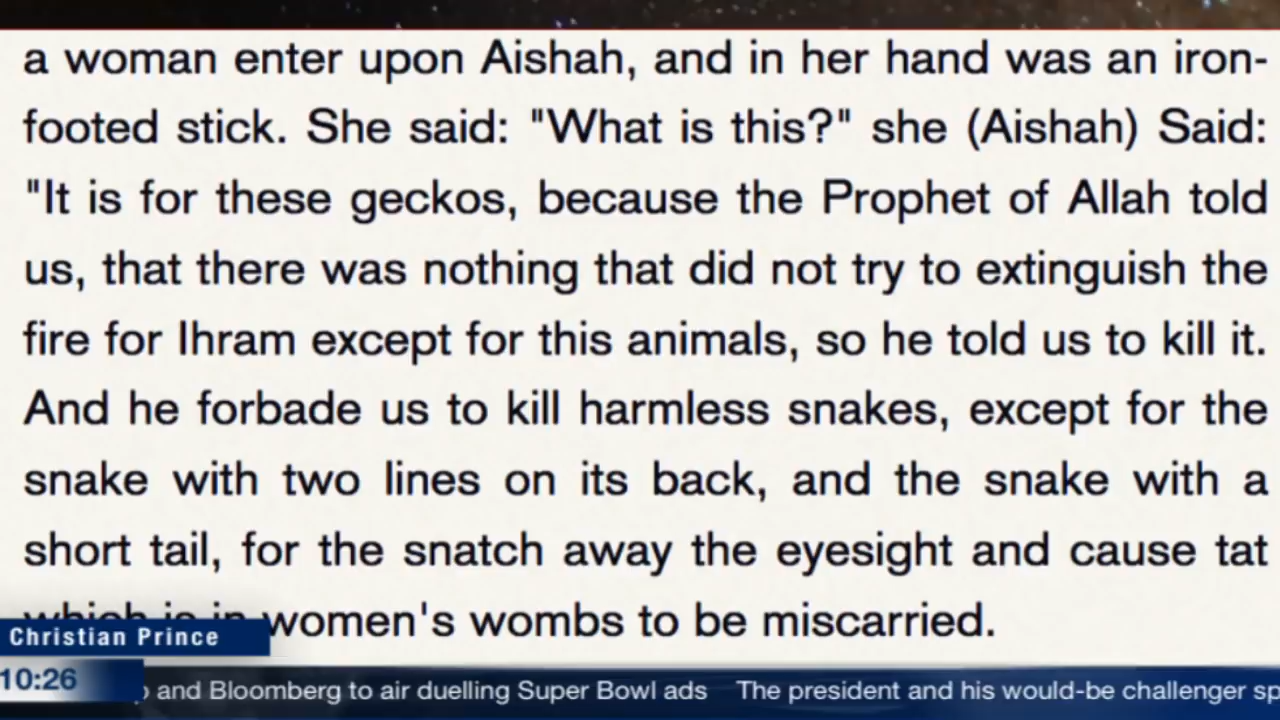 a woman enter upon Aishah, and in her hand was an iron-
footed stick. She said: "What is this?" she (Aishah) Said:
"It is for these geckos, because the Prophet of Allah told
us, that there was nothing that did not try to extinguish the
fire for Ihram except for this animals, so he told us to kill it.
And he forbade us to kill harmless snakes, except for the
snake with two lines on its back, and the snake with a
short tail, for the snatch away the eyesight and cause tat
which is in women's wombs to be miscarried.
Christian Prince
10:26
and Bloomberg to air duelling Super Bowl ads The president and his would-be challenger